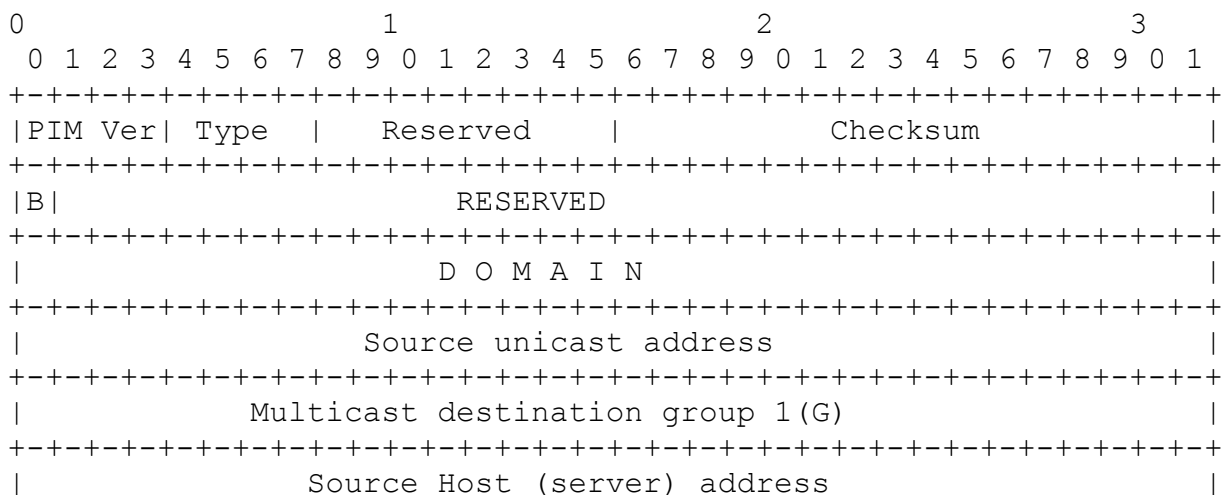 0                   1                   2                   3
 0 1 2 3 4 5 6 7 8 9 0 1 2 3 4 5 6 7 8 9 0 1 2 3 4 5 6 7 8 9 0 1
+-+-+-+-+-+-+-+-+-+-+-+-+-+-+-+-+-+-+-+-+-+-+-+-+-+-+-+-+-+-+-+-+
|PIM Ver| Type  |   Reserved    |           Checksum            |
+-+-+-+-+-+-+-+-+-+-+-+-+-+-+-+-+-+-+-+-+-+-+-+-+-+-+-+-+-+-+-+-+
|B|                     RESERVED                                |
+-+-+-+-+-+-+-+-+-+-+-+-+-+-+-+-+-+-+-+-+-+-+-+-+-+-+-+-+-+-+-+-+
|                      D O M A I N                              |
+-+-+-+-+-+-+-+-+-+-+-+-+-+-+-+-+-+-+-+-+-+-+-+-+-+-+-+-+-+-+-+-+
|                  Source unicast address                       |
+-+-+-+-+-+-+-+-+-+-+-+-+-+-+-+-+-+-+-+-+-+-+-+-+-+-+-+-+-+-+-+-+
|            Multicast destination group 1(G)                   |
+-+-+-+-+-+-+-+-+-+-+-+-+-+-+-+-+-+-+-+-+-+-+-+-+-+-+-+-+-+-+-+-+
|               Source Host (server) address                    |